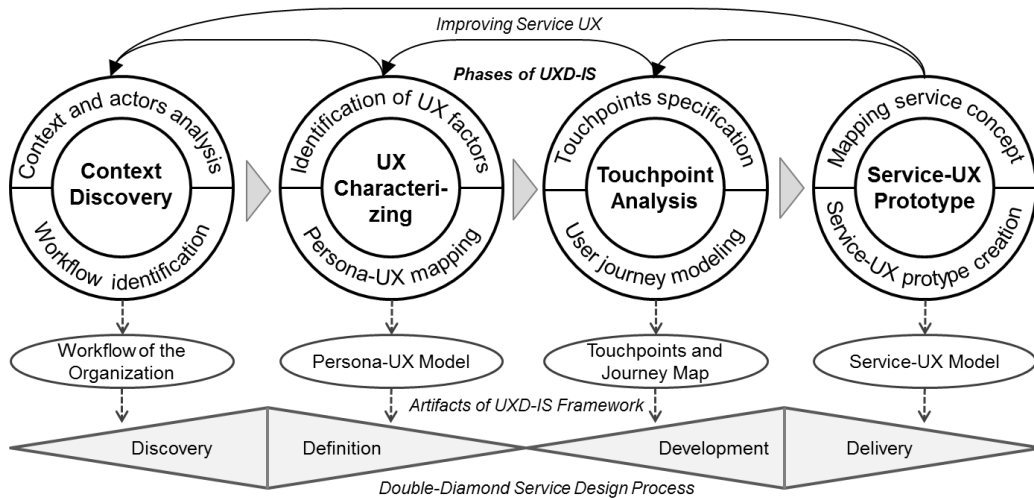 Improving Service UX
Phases of UXD-IS
Context and actors analysis
Context
Discovery
Workflow identification
Identification of UX factors
UX
Characteri-
zing
Persona-UX mapping
Touchpoints specification
Touchpoint
Analysis
User journey modeling
Mapping service concept
Service-UX
Prototype
Service-UX protype creation
Workflow of the
Organization
Persona-UX Model
Touchpoints and
Journey Map
Service-UX Model
Artifacts of UXD-IS Framework
Discovery
Definition
Development
Delivery
Double-Diamond Service Design Process